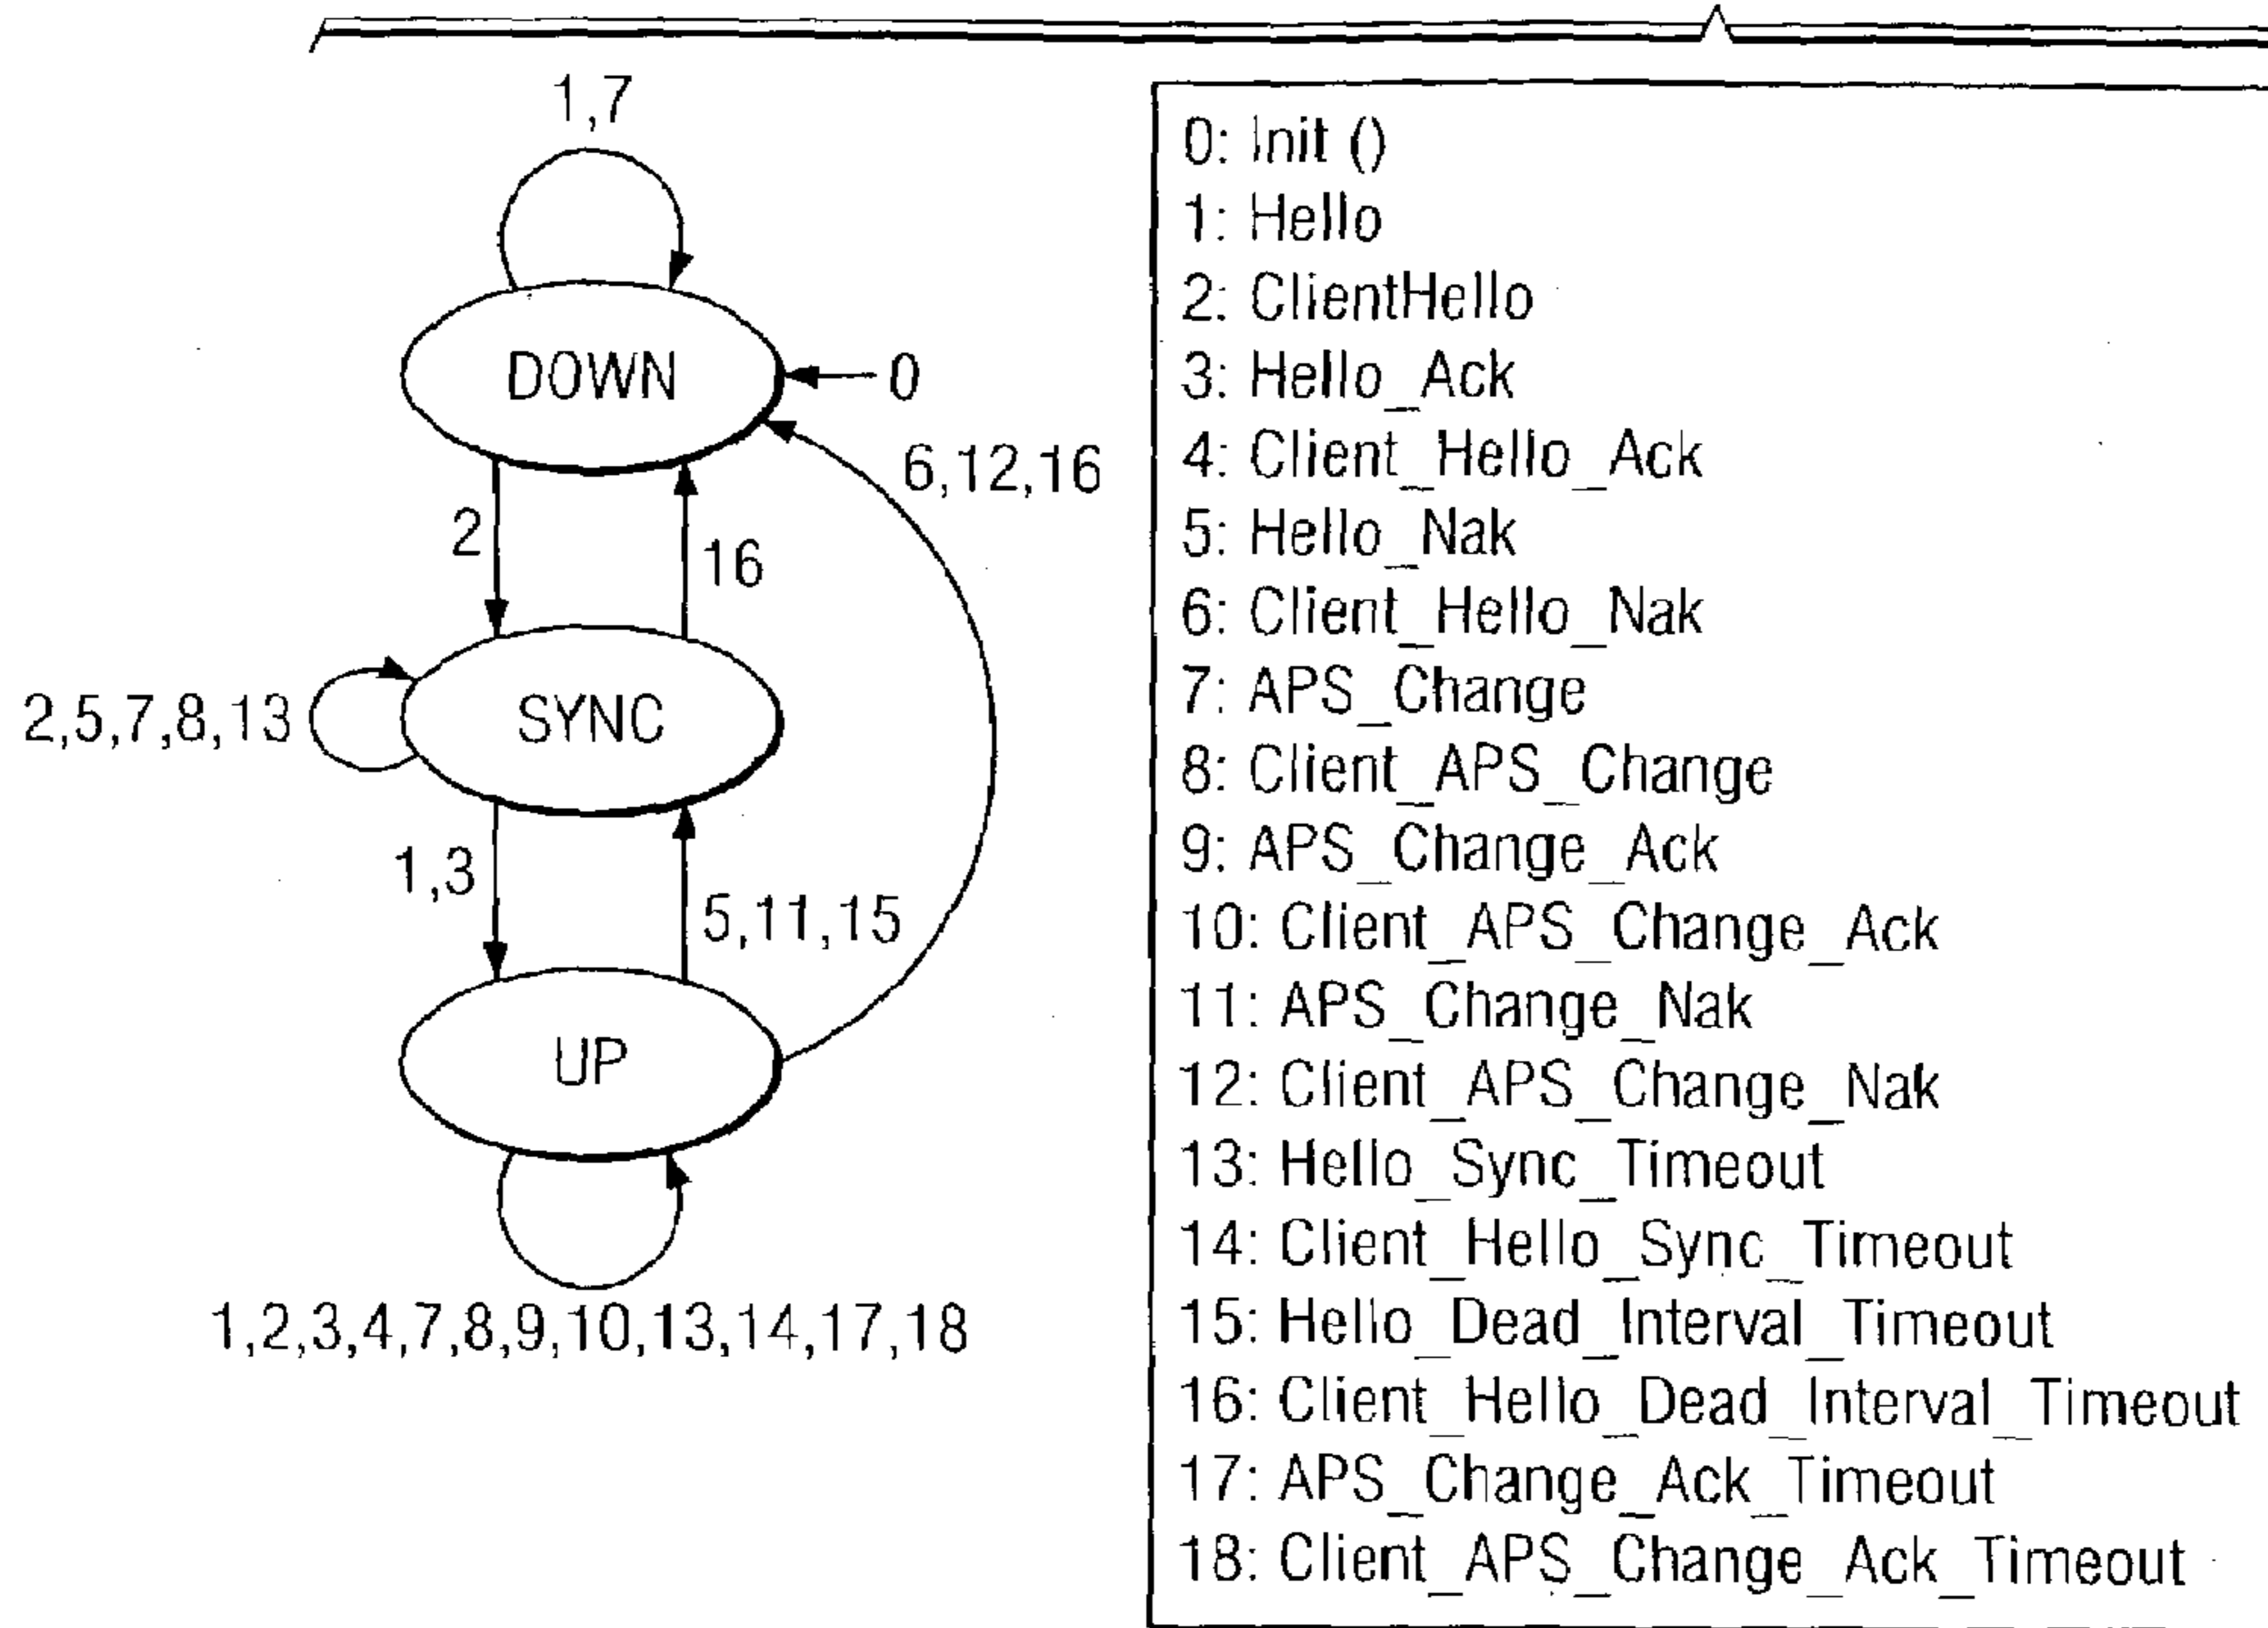 1,7
DOWN
0
6,12,16
2
16
2,5,7,8,13
SYNC
1,3
5,11,15
UP
1,2,3,4,7,8,9,10,13,14,17,18
0: Init ()
1: Hello
2: ClientHello
3: Hello_Ack
4: Client_Hello_Ack
5: Hello_Nak
6: Client_Hello_Nak
7: APS_Change
8: Client_APS_Change
9: APS_Change_Ack
10: Client_APS_Change_Ack
11: APS_Change_Nak
12: Client_APS_Change_Nak
13: Hello_Sync_Timeout
14: Client_Hello_Sync_Timeout
15: Hello_Dead_Interval_Timeout
16: Client_Hello_Dead_Interval_Timeout
17: APS_Change_Ack_Timeout
18: Client_APS_Change_Ack_Timeout